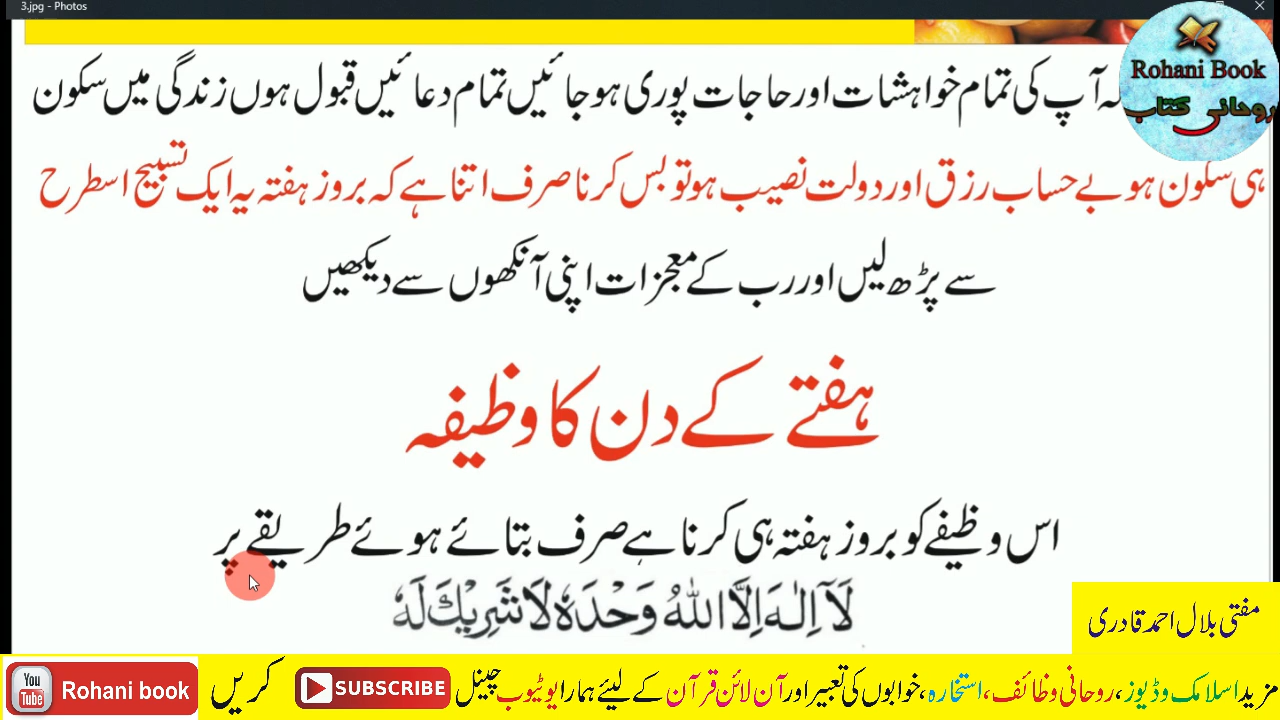 3.jpg - Photos
Rohani Book
روحانی کتاب
آپ کی تمام خواہشات اور حاجات پوری ہو جائیں تمام دعائیں قبول ہوں زندگی میں سکون
ہی سکون ہو بے حساب رزق اور دولت نصیب ہو تو بس کرنا صرف اتنا ہے کہ بروز ہفتہ یہ ایک تسبیح اسطرح
سے پڑھ لیں اور رب کے معجزات اپنی آنکھوں سے دیکھیں
ہفتے کے دن کا وظیفہ
اس وظیفے کو بروز ہفتہ ہی کرنا ہے صرف بتائے ہوئے طریقے پر
لَآ اِلٰهَ اِلَّا اللهُ وَحْدَهٗ لَا شَرِيْكَ لَهٗ
مفتی بلال احمد قادری
مزید اسلامک وڈیوز، روحانی وظائف، استخارہ، خوابوں کی تعبیر اور آن لائن قرآن کے لیئے ہمارا یوٹیوب چینل SUBSCRIBE کریں
You Tube Rohani book